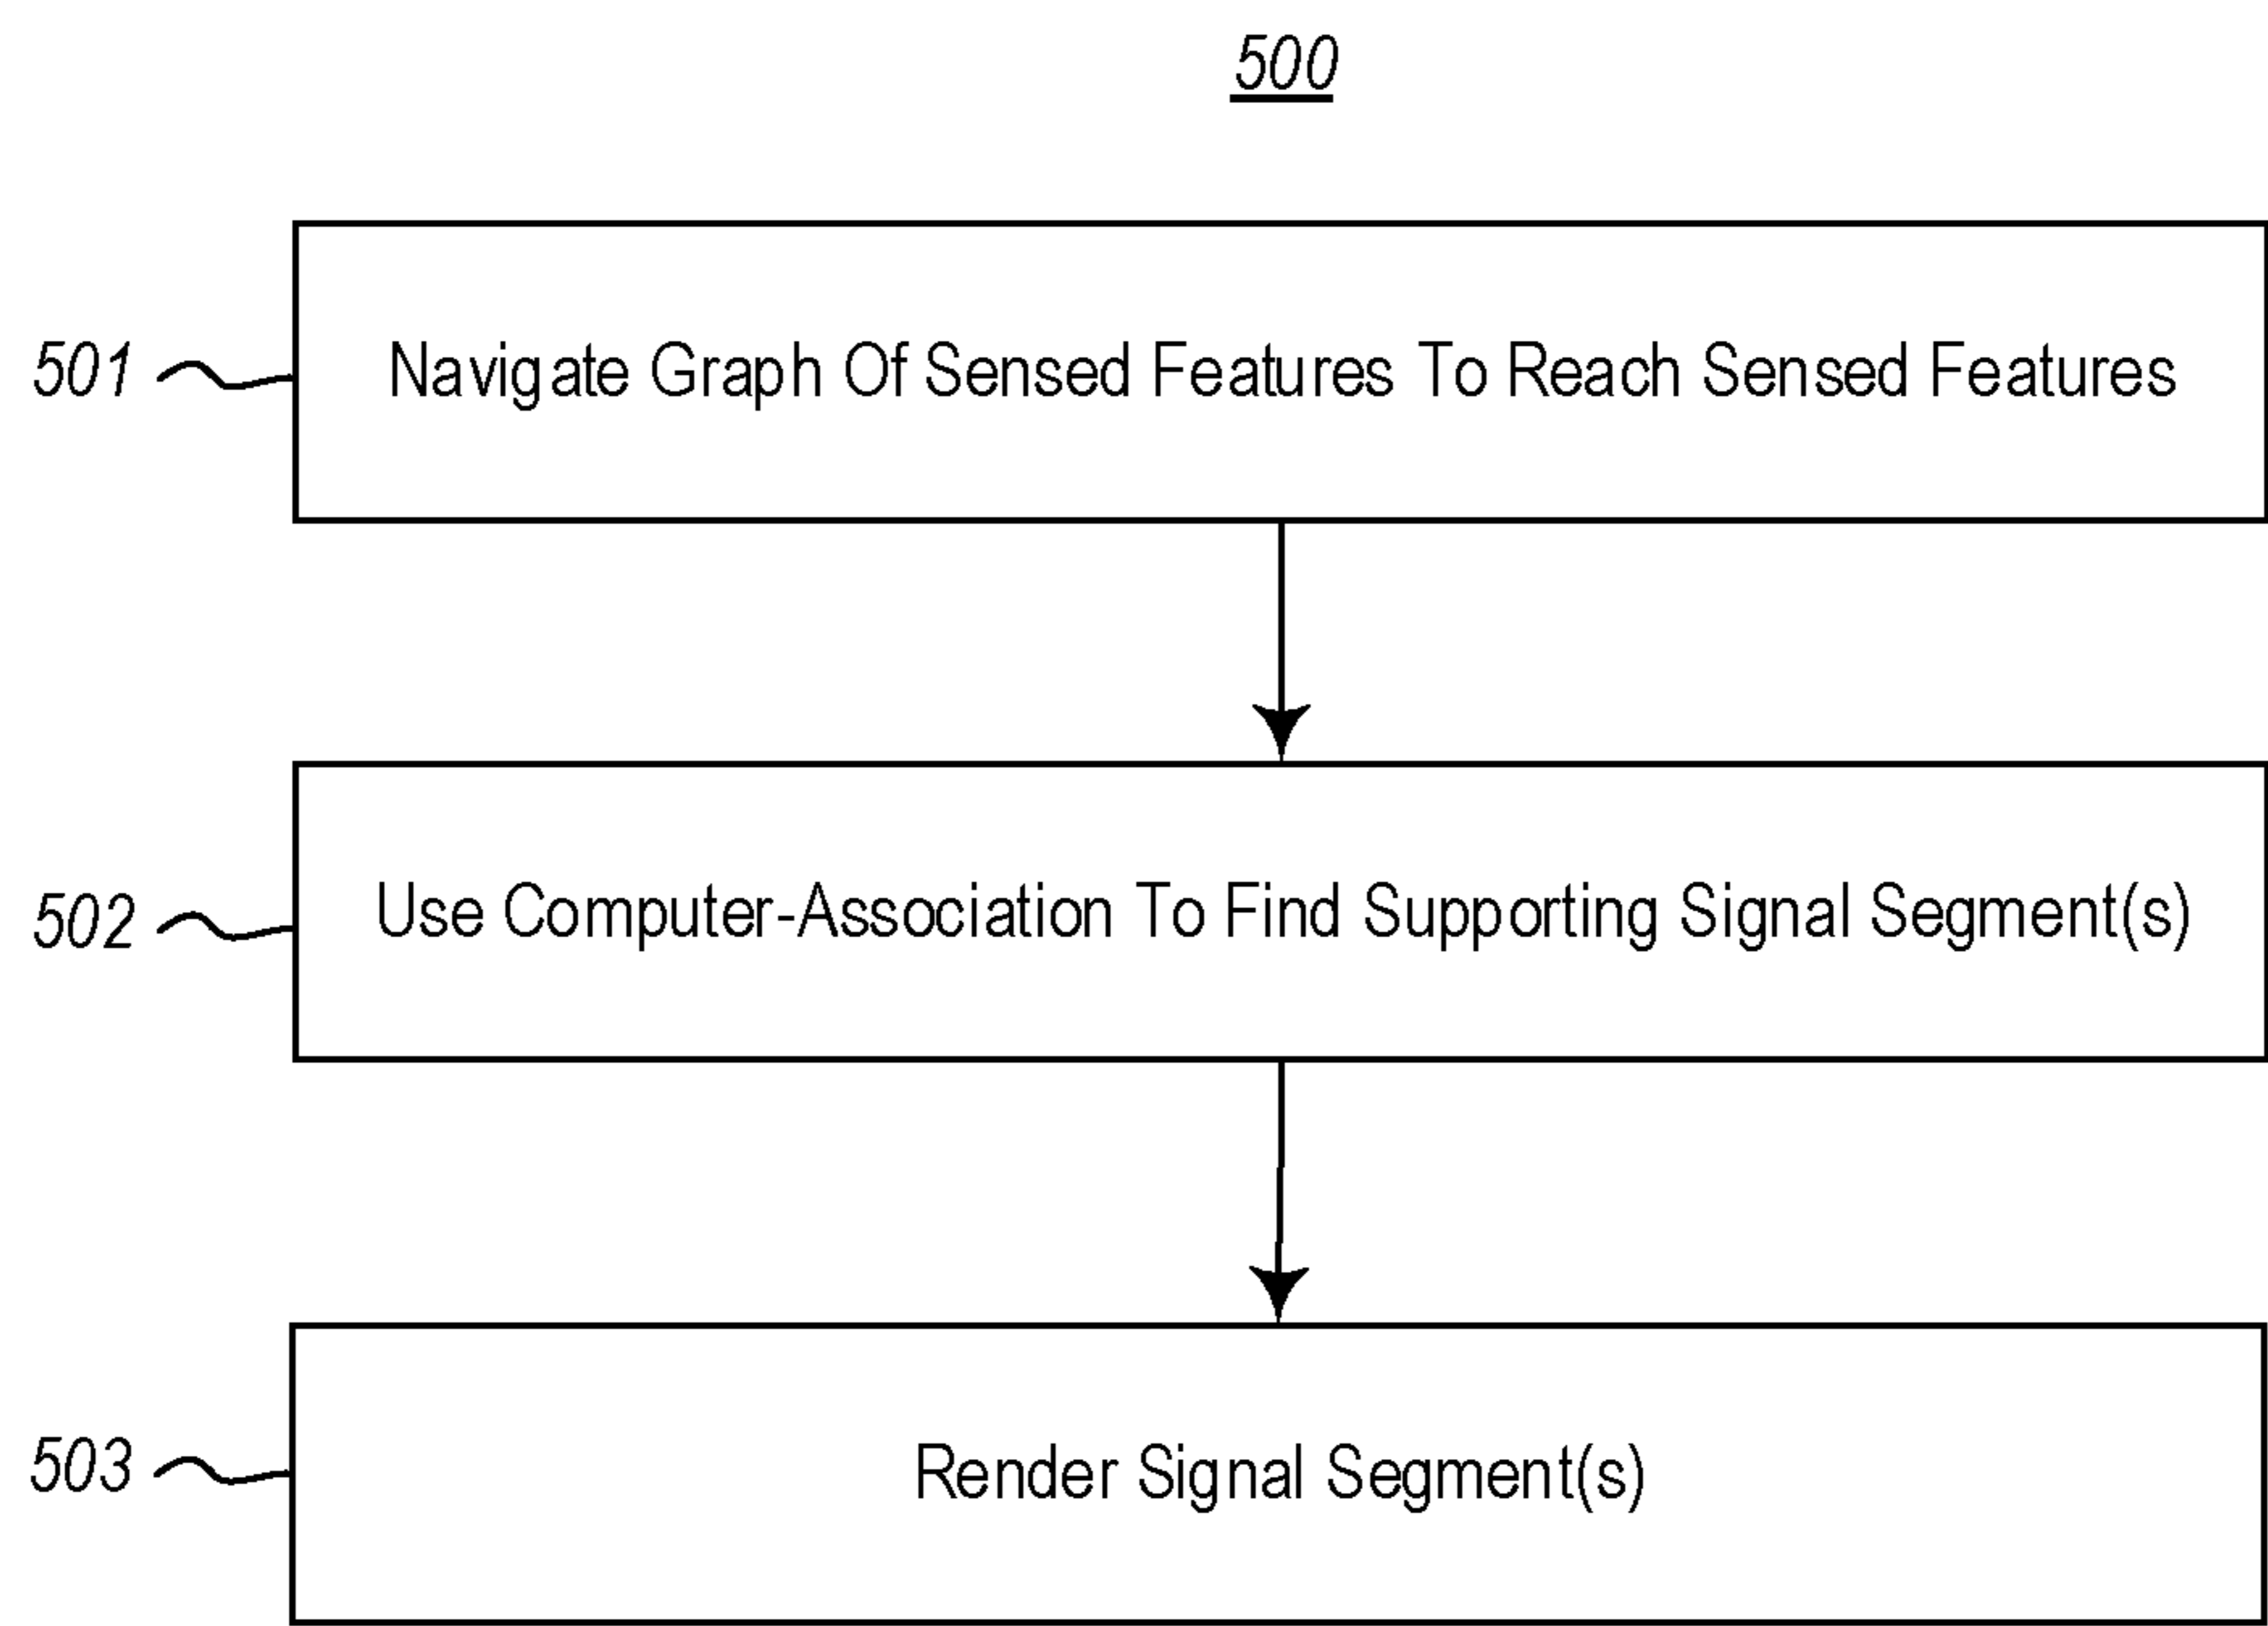 500
501 Navigate Graph Of Sensed Features To Reach Sensed Features
502 Use Computer-Association To Find Supporting Signal Segment(s)
503 Render Signal Segment(s)